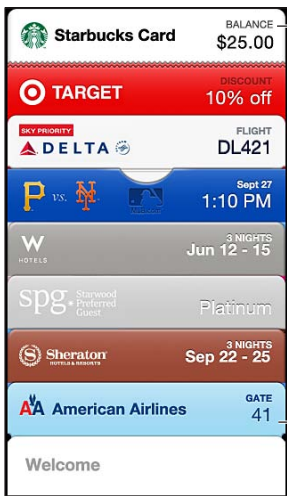 Starbucks Card
BALANCE
$25.00
TARGET
DISCOUNT
10% off
SKY PRIORITY
DELTA
FLIGHT
DL421
P vs. NY
Sept 27
1:10 PM
W
HOTELS
3 NIGHTS
Jun 12 - 15
spg. Starwood
Preferred
Guest
Platinum
Sheraton
HOTELS & RESORTS
3 NIGHTS
Sep 22 - 25
AA American Airlines
GATE
41
Welcome